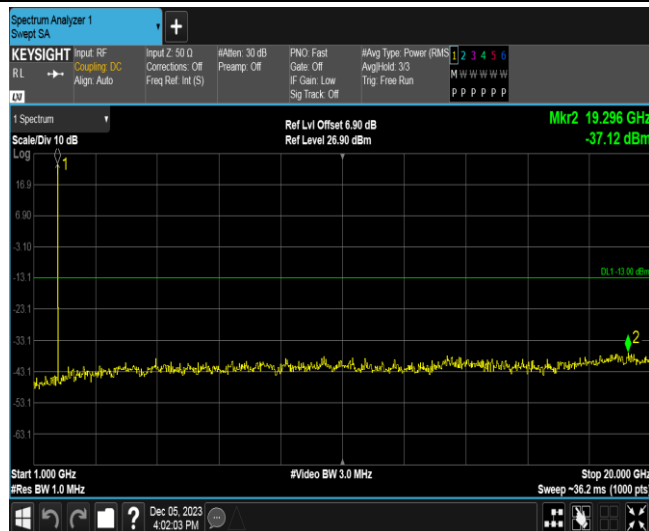 Spectrum Analyzer 1
Swept SA
+
KEYSIGHT
RL
LXI
Input: RF
Coupling: DC
Align: Auto
Input Z: 50 Ω
Corrections: Off
Freq Ref: Int (S)
#Atten: 30 dB
Preamp: Off
PNO: Fast
Gate: Off
IF Gain: Low
Sig Track: Off
#Avg Type: Power (RMS
Avg|Hold: 3/3
Trig: Free Run
1 2 3 4 5 6
M W W W W W
P P P P P P
1 Spectrum
Scale/Div 10 dB
Log
Ref Lvl Offset 6.90 dB
Ref Level 26.90 dBm
Mkr2 19.296 GHz
-37.12 dBm
1
16.9
6.90
-3.10
-13.1
DL1 -13.00 dBm
-23.1
-33.1
2
-43.1
-53.1
-63.1
Start 1.000 GHz
#Res BW 1.0 MHz
#Video BW 3.0 MHz
Stop 20.000 GHz
Sweep ~36.2 ms (1000 pts)
?
Dec 05, 2023
4:02:03 PM